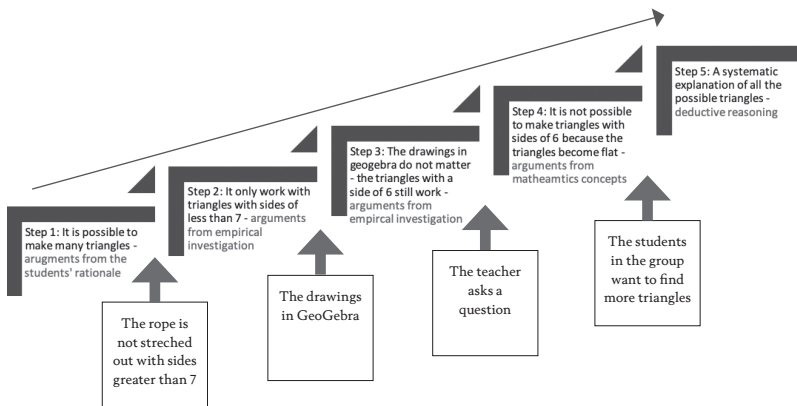 Step 1: It is possible to
make many triangles -
arugments from the
students' rationale
Step 2: It only work with
triangles with sides of
less than 7 - arguments
from empirical
investigation
Step 3: The drawings in
geogebra do not matter
- the triangles with a
side of 6 still work -
arguments from
empircal investigation
Step 4: It is not possible
to make triangles with
sides of 6 because the
triangles become flat -
arguments from
matheamtics concepts
Step 5: A systematic
explanation of all the
possible triangles -
deductive reasoning
The rope is
not streched
out with sides
greater than 7
The drawings
in GeoGebra
The teacher
asks a
question
The students
in the group
want to find
more triangles